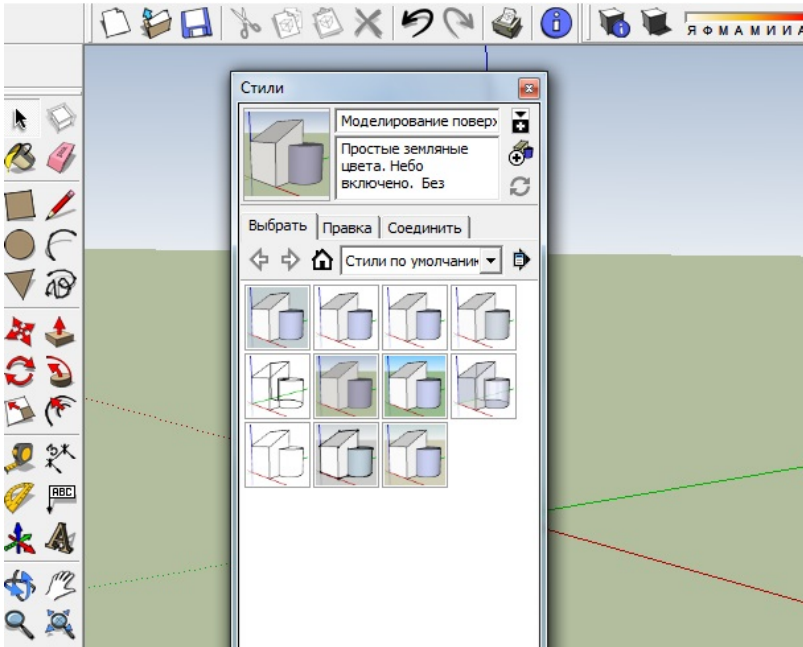 Я Ф М А М И И А
Стили
Моделирование поверх
Простые земляные
цвета. Небо
включено. Без
Выбрать
Правка
Соединить
Стили по умолчани
ABC